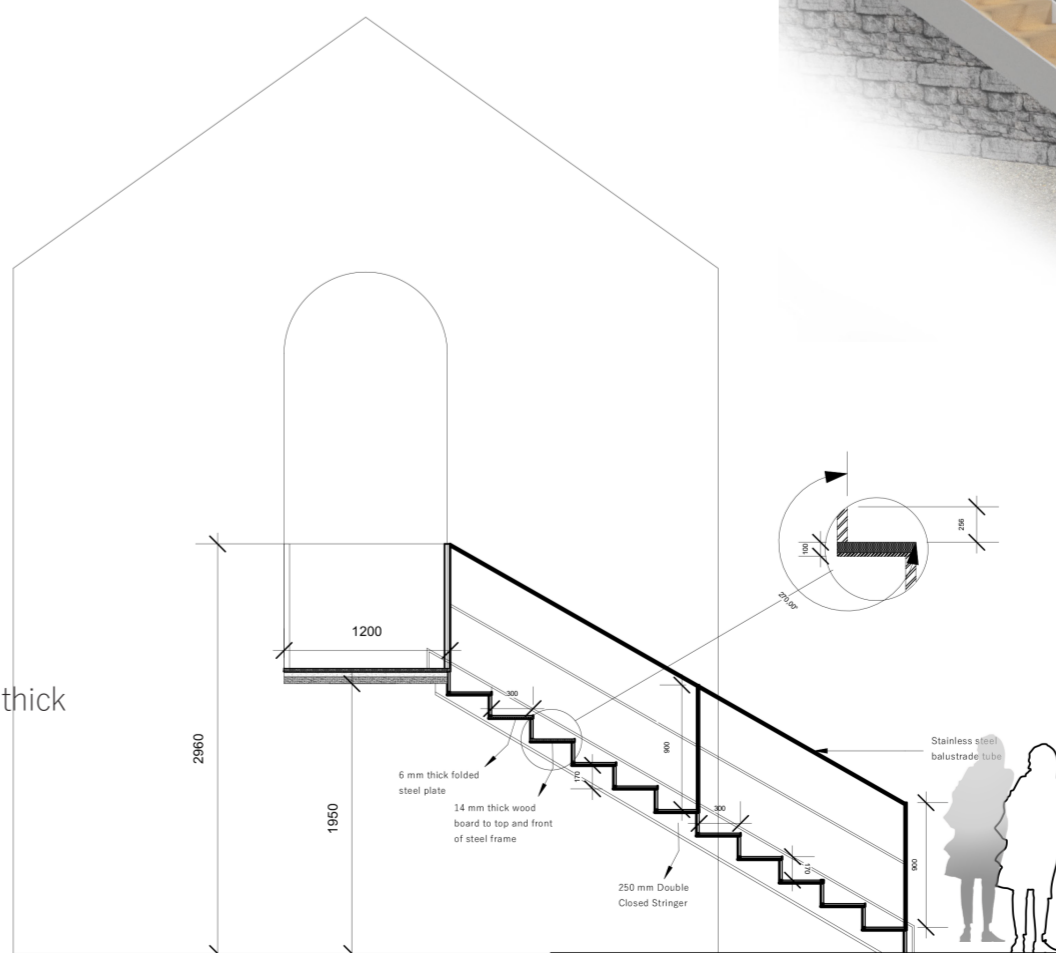 256
100
270,00°
1200
thick
300
2960
Stainless steel
balustrade tube
900
6 mm thick folded
steel plate
170
1950
14 mm thick wood
board to top and front
of steel frame
300
170
900
250 mm Double
Closed Stringer